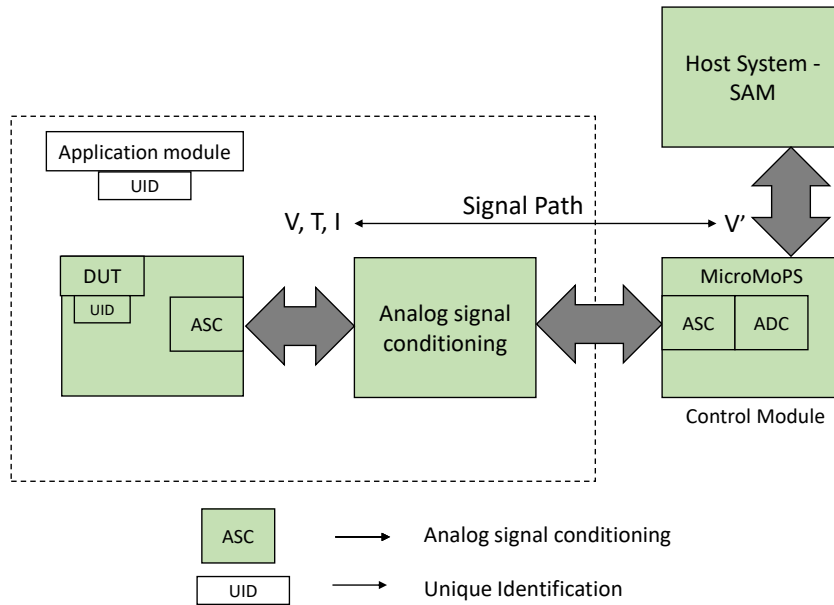 Host System -
SAM
Application module
UID
Signal Path
V, T, I
V’
DUT
UID
ASC
Analog signal
conditioning
MicroMoPS
ASC
ADC
Control Module
ASC
Analog signal conditioning
UID
Unique Identification